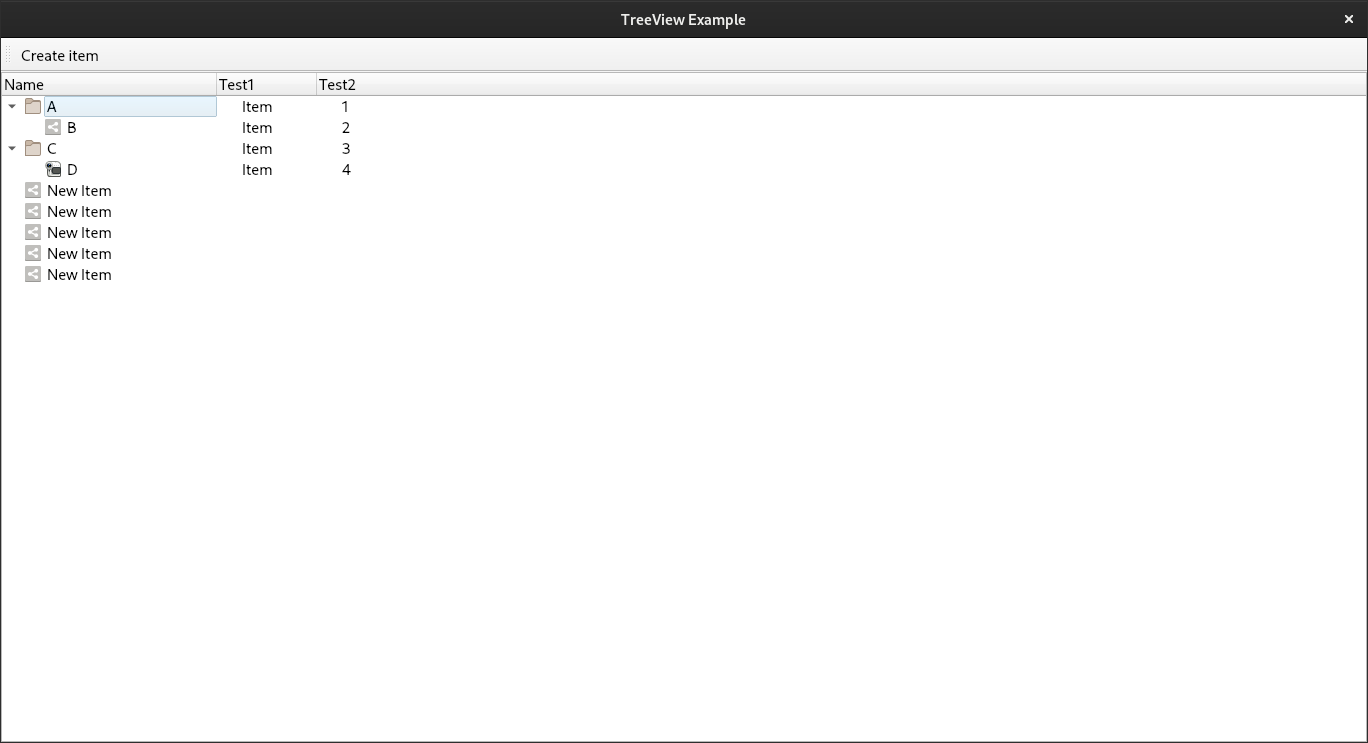 TreeView Example
Create item
Name Test1 Test2
A Item 1
B Item 2
C Item 3
D Item 4
New Item
New Item
New Item
New Item
New Item